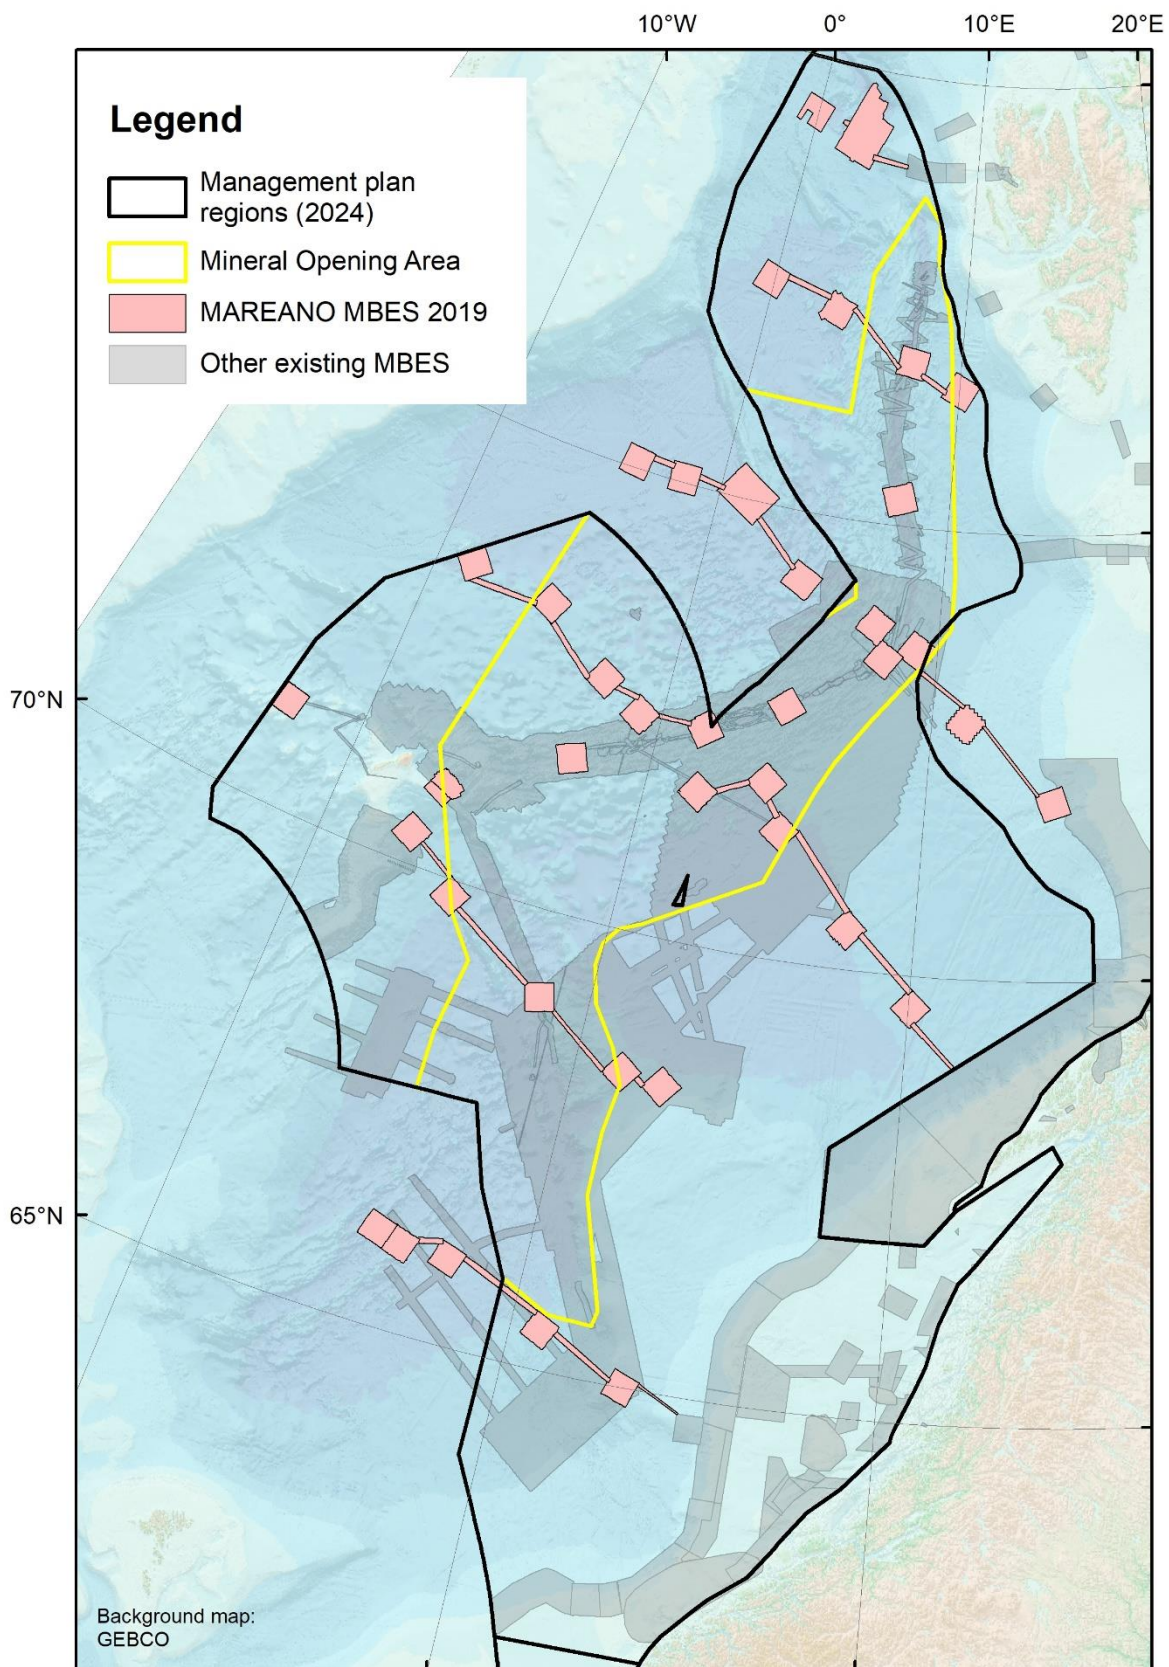 10°W 0° 10°E 20°E
Legend
Management plan
regions (2024)
Mineral Opening Area
MAREANO MBES 2019
Other existing MBES
70°N
65°N
Background map:
GEBCO